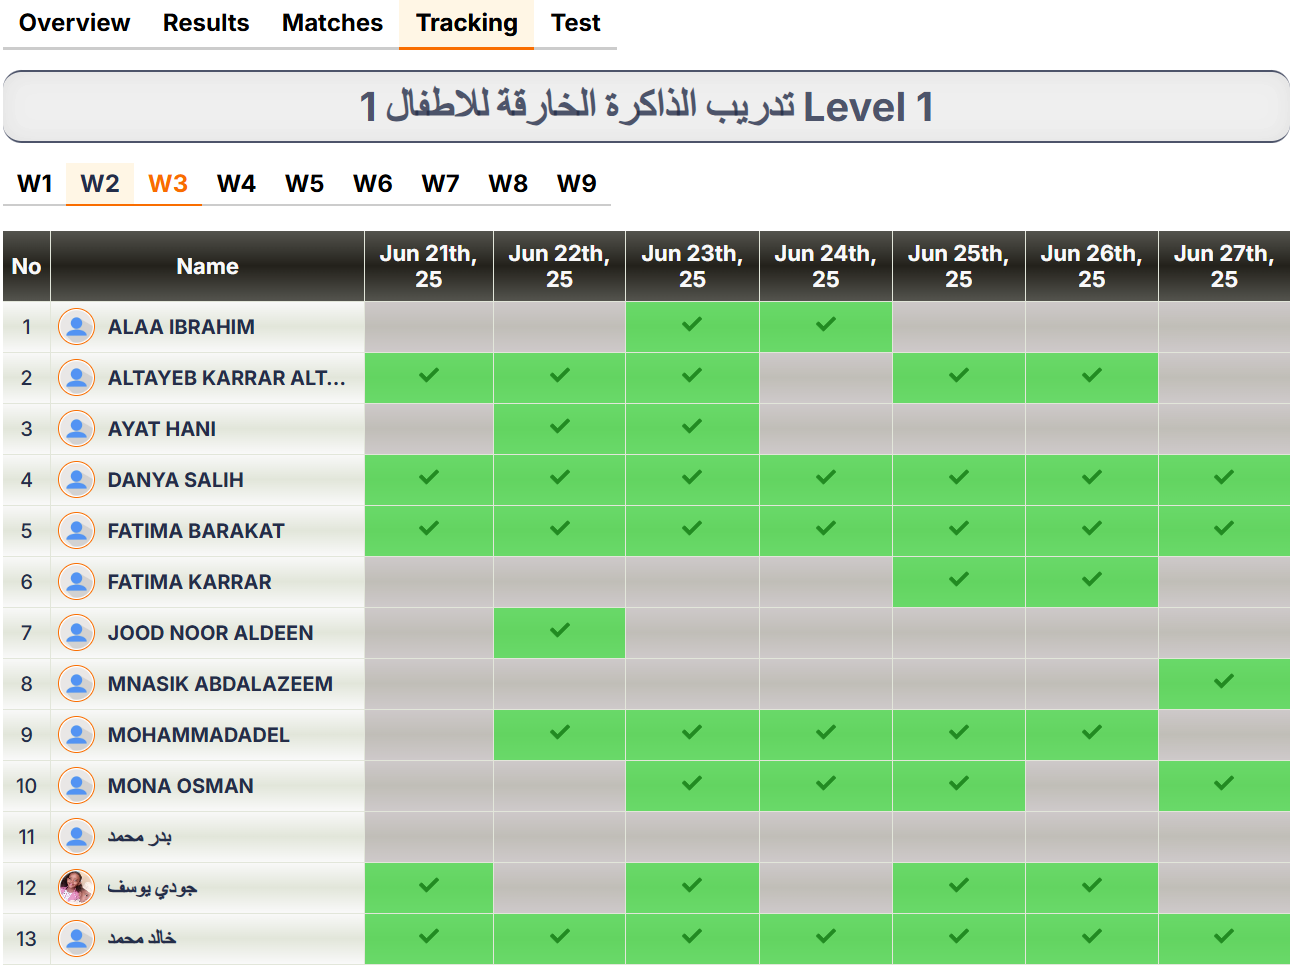 Overview Results Matches Tracking Test
1 تدريب الذاكرة الخارقة للاطفال Level 1
W1 W2 W3 W4 W5 W6 W7 W8 W9
No Name Jun 21th, 25 Jun 22th, 25 Jun 23th, 25 Jun 24th, 25 Jun 25th, 25 Jun 26th, 25 Jun 27th, 25
1 ALAA IBRAHIM ✓ ✓
2 ALTAYEB KARRAR ALT... ✓ ✓ ✓ ✓ ✓
3 AYAT HANI ✓ ✓
4 DANYA SALIH ✓ ✓ ✓ ✓ ✓ ✓ ✓
5 FATIMA BARAKAT ✓ ✓ ✓ ✓ ✓ ✓ ✓
6 FATIMA KARRAR ✓ ✓
7 JOOD NOOR ALDEEN ✓
8 MNASIK ABDALAZEEM ✓
9 MOHAMMADADEL ✓ ✓ ✓ ✓ ✓
10 MONA OSMAN ✓ ✓ ✓ ✓
11 بدر محمد
12 جودي يوسف ✓ ✓ ✓ ✓
13 خالد محمد ✓ ✓ ✓ ✓ ✓ ✓ ✓